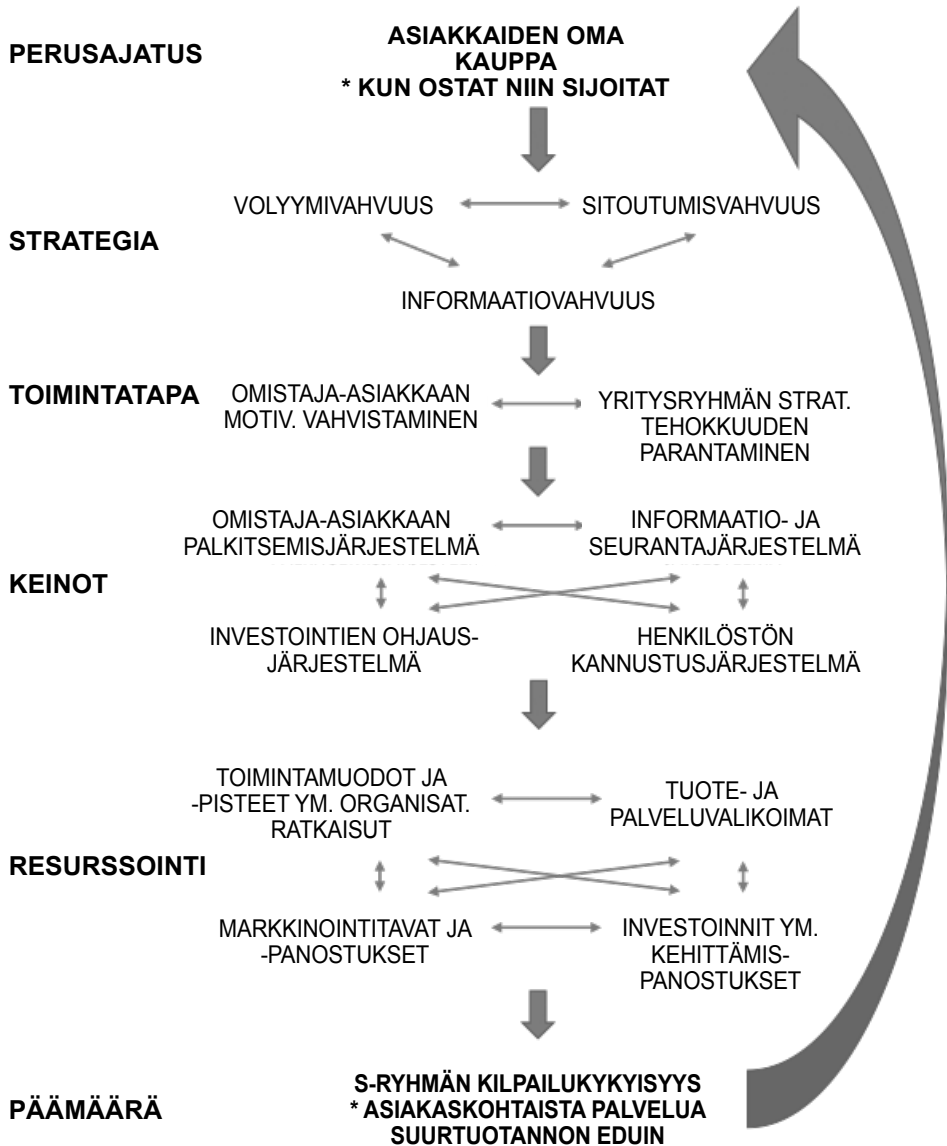 PERUSAJATUS
ASIAKKAIDEN OMA
KAUPPA
* KUN OSTAT NIIN SIJOITAT
STRATEGIA
VOLYYMIVAHVUUS
SITOUTUMISVAHVUUS
INFORMAATIOVAHVUUS
TOIMINTATAPA
OMISTAJA-ASIAKKAAN
MOTIV. VAHVISTAMINEN
YRITYSRYHMÄN STRAT.
TEHOKKUUDEN
PARANTAMINEN
KEINOT
OMISTAJA-ASIAKKAAN
PALKITSEMISJÄRJESTELMÄ
INFORMAATIO- JA
SEURANTAJÄRJESTELMÄ
INVESTOINTIEN OHJAUS-
JÄRJESTELMÄ
HENKILÖSTÖN
KANNUSTUSJÄRJESTELMÄ
RESURSSOINTI
TOIMINTAMUODOT JA
-PISTEET YM. ORGANISAT.
RATKAISUT
TUOTE- JA
PALVELUVALIKOIMAT
MARKKINOINTITAVAT JA
-PANOSTUKSET
INVESTOINNIT YM.
KEHITTÄMIS-
PANOSTUKSET
PÄÄMÄÄRÄ
S-RYHMÄN KILPAILUKYKYISYYS
* ASIAKASKOHTAISTA PALVELUA
SUURTUOTANNON EDUIN